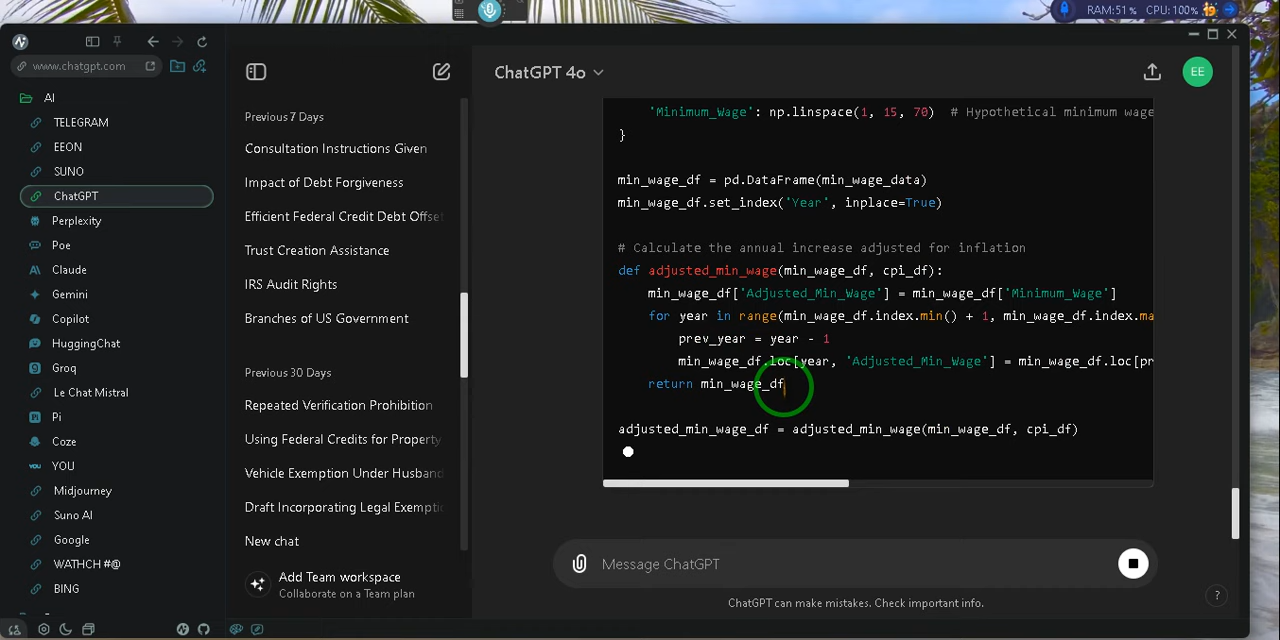 RAM:51% CPU:100% 19
www.chatgpt.com
AI
TELEGRAM
EEON
SUNO
ChatGPT
Perplexity
Poe
Claude
Gemini
Copilot
HuggingChat
Groq
Le Chat Mistral
Pi
Coze
YOU
Midjourney
Suno AI
Google
WATHCH #@
BING
Previous 7 Days
Consultation Instructions Given
Impact of Debt Forgiveness
Efficient Federal Credit Debt Offse
Trust Creation Assistance
IRS Audit Rights
Branches of US Government
Previous 30 Days
Repeated Verification Prohibition
Using Federal Credits for Property
Vehicle Exemption Under Husband
Draft Incorporating Legal Exemptic
New chat
Add Team workspace
Collaborate on a Team plan
ChatGPT 4o
EE
'Minimum_Wage': np.linspace(1, 15, 70)  # Hypothetical minimum wage
}
min_wage_df = pd.DataFrame(min_wage_data)
min_wage_df.set_index('Year', inplace=True)
# Calculate the annual increase adjusted for inflation
def adjusted_min_wage(min_wage_df, cpi_df):
min_wage_df['Adjusted_Min_Wage'] = min_wage_df['Minimum_Wage']
for year in range(min_wage_df.index.min() + 1, min_wage_df.index.ma
prev_year = year - 1
min_wage_df.loc[year, 'Adjusted_Min_Wage'] = min_wage_df.loc[pr
return min_wage_df
adjusted_min_wage_df = adjusted_min_wage(min_wage_df, cpi_df)
Message ChatGPT
ChatGPT can make mistakes. Check important info.
?